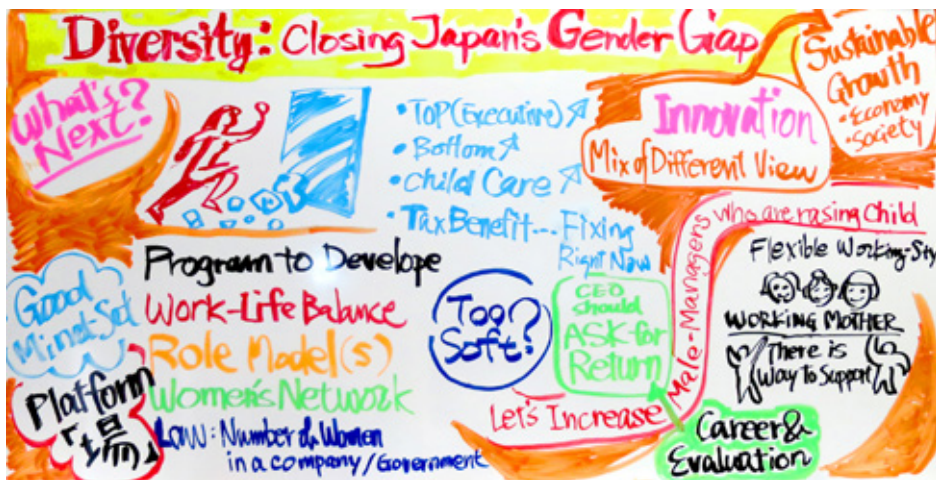 Diversity: Closing Japan's Gender Gap
What's
Next?
• Top (Executive)
• Bottom
• Child Care
• Tax Benefit... Fixing
Right Now
Innovation
Mix of Different View
Sustainable
Growth
• Economy
• Society
Good
Mind-Set
Platform
「場」
Program to Develope
Work-Life Balance
Role Model(s)
Women's Network
Law: Number of Women
in a company/Government
Too
Soft?
CEO
should
ASK-for
Return
Let's Increase
Male-Managers
who are rasing Child
Flexible Working-Sty
WORKING MOTHER
There is
Way To Support
Career &
Evaluation